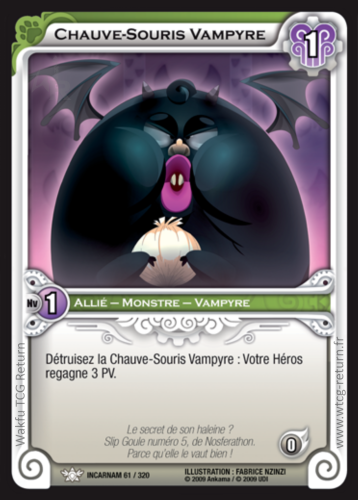 Chauve-Souris Vampyre
1
Nv 1
Allié – Monstre – Vampyre
Détruisez la Chauve-Souris Vampyre : Votre Héros
regagne 3 PV.
Le secret de son haleine ?
Slip Goule numéro 5, de Nosferathon.
Parce qu'elle le vaut bien !
0
INCARNAM 61 / 320
ILLUSTRATION : FABRICE NZINZI
© 2009 Ankama / © 2009 UDI
Wakfu TCG Return
www.wtcg-return.fr